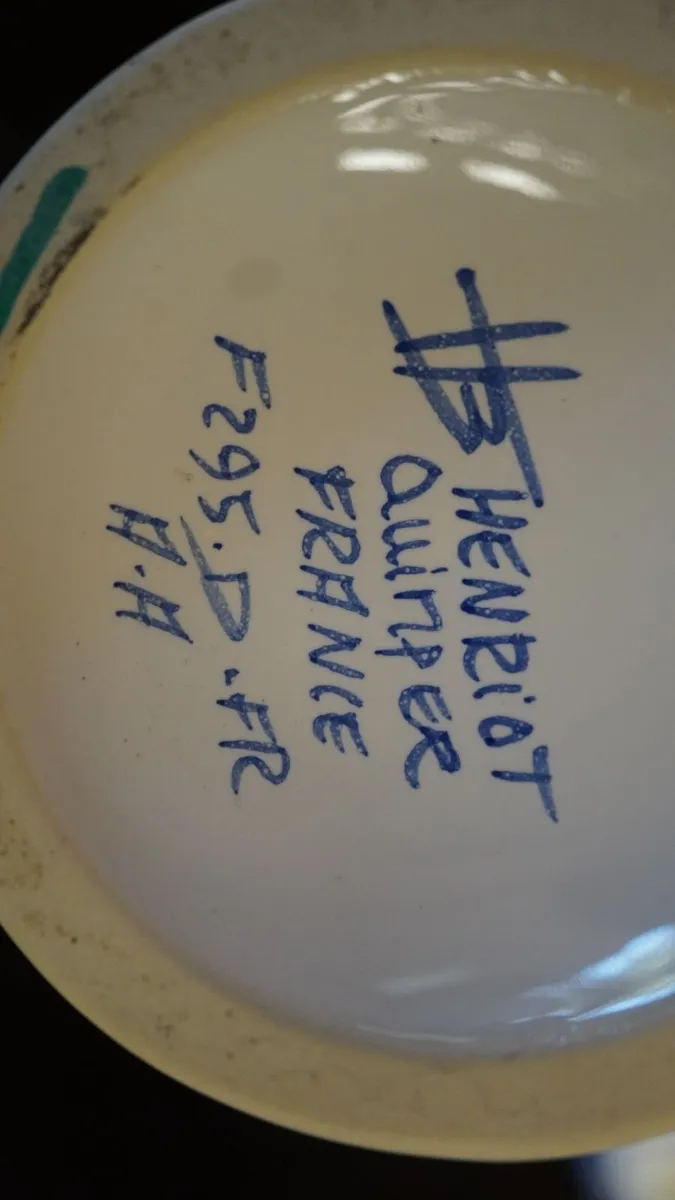 HB HENRIOT
QuiMPER
FRANCE
F295.D.FR
A.A